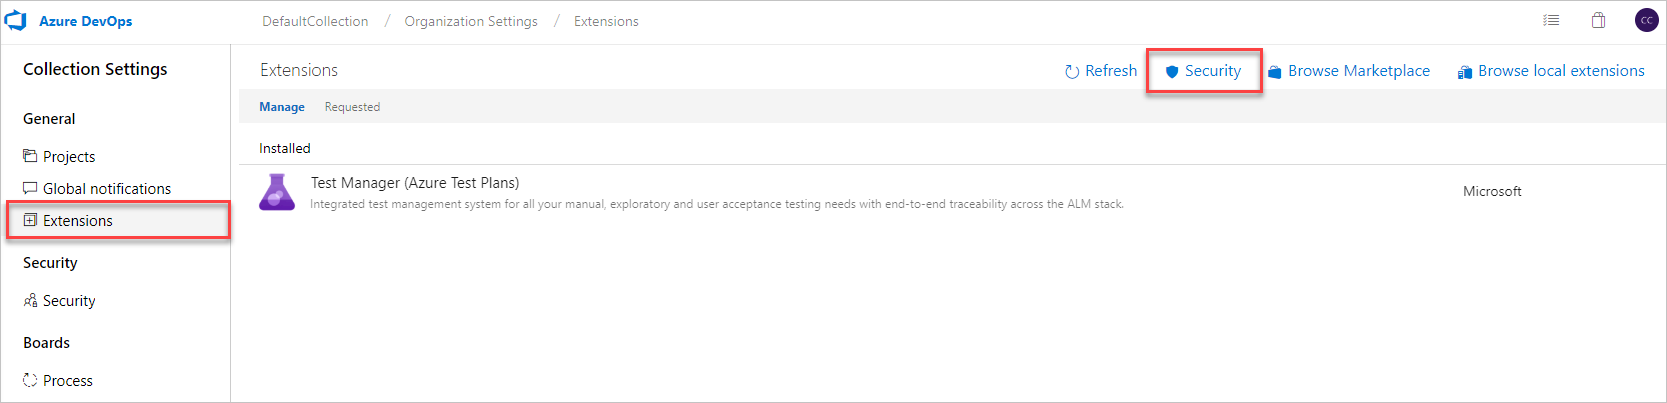 Azure DevOps
DefaultCollection / Organization Settings / Extensions
CC
Collection Settings
Extensions
Refresh
Security
Browse Marketplace
Browse local extensions
Manage
Requested
General
Installed
Projects
Test Manager (Azure Test Plans)
Integrated test management system for all your manual, exploratory and user acceptance testing needs with end-to-end traceability across the ALM stack.
Microsoft
Global notifications
Extensions
Security
Security
Boards
Process